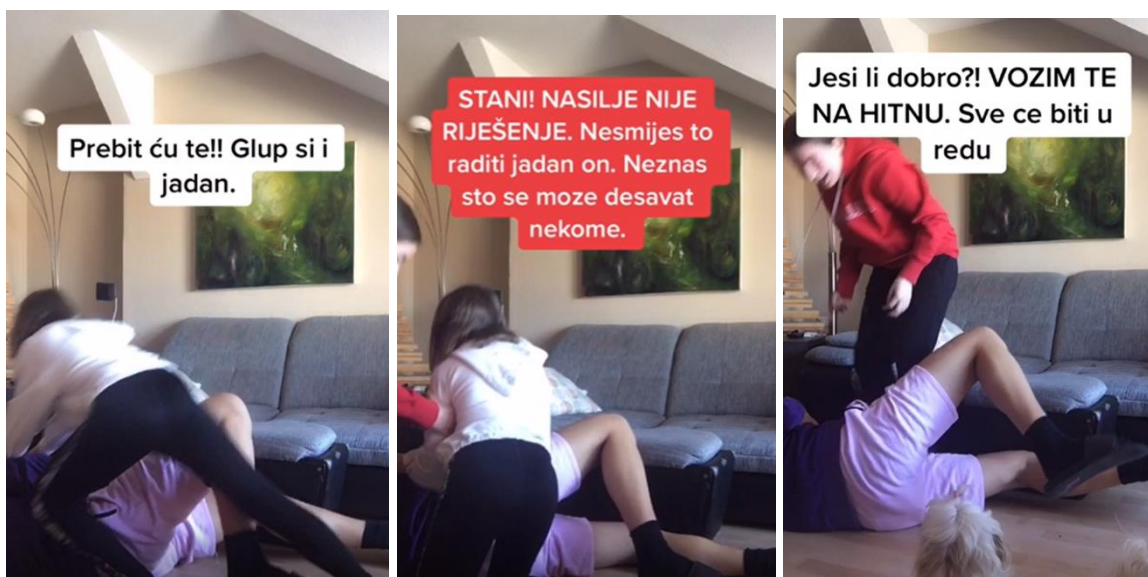 Prebit ću te!! Glup si i
jadan.
STANI! NASILJE NIJE
RIJEŠENJE. Nesmijes to
raditi jadan on. Neznas
sto se moze desavat
nekome.
Jesi li dobro?! VOZIM TE
NA HITNU. Sve ce biti u
redu